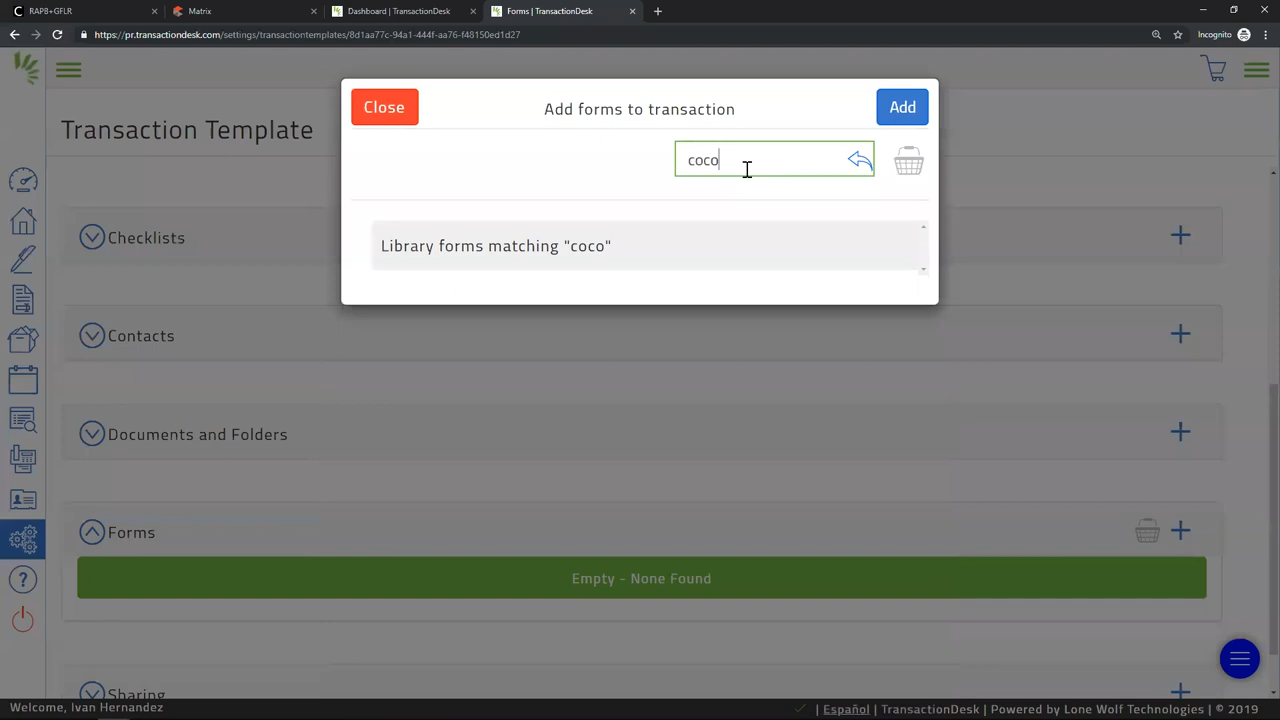 RAPB+GFLR
Matrix
Dashboard | TransactionDesk
Forms | TransactionDesk
https://pr.transactiondesk.com/settings/transactiontemplates/8d1aa77c-94a1-444f-aa76-f48150ed1d27
Incognito
Close
Add forms to transaction
Add
coco
Library forms matching "coco"
Transaction Template
Checklists
Contacts
Documents and Folders
Forms
Empty - None Found
Sharing
Welcome, Ivan Hernandez
| Español | TransactionDesk | Powered by Lone Wolf Technologies | © 2019